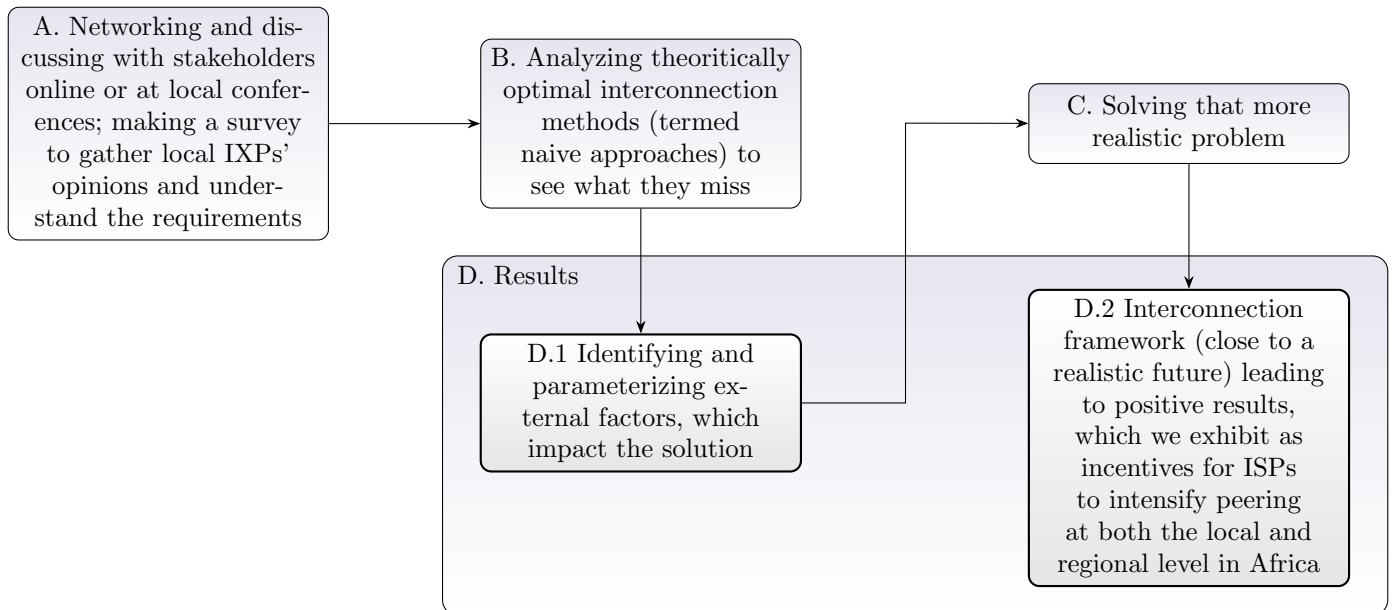 A. Networking and dis-
cussing with stakeholders
online or at local confer-
ences; making a survey
to gather local IXPs'
opinions and under-
stand the requirements
B. Analyzing theoritically
optimal interconnection
methods (termed
naive approaches) to
see what they miss
C. Solving that more
realistic problem
D. Results
D.1 Identifying and
parameterizing ex-
ternal factors, which
impact the solution
D.2 Interconnection
framework (close to a
realistic future) leading
to positive results,
which we exhibit as
incentives for ISPs
to intensify peering
at both the local and
regional level in Africa